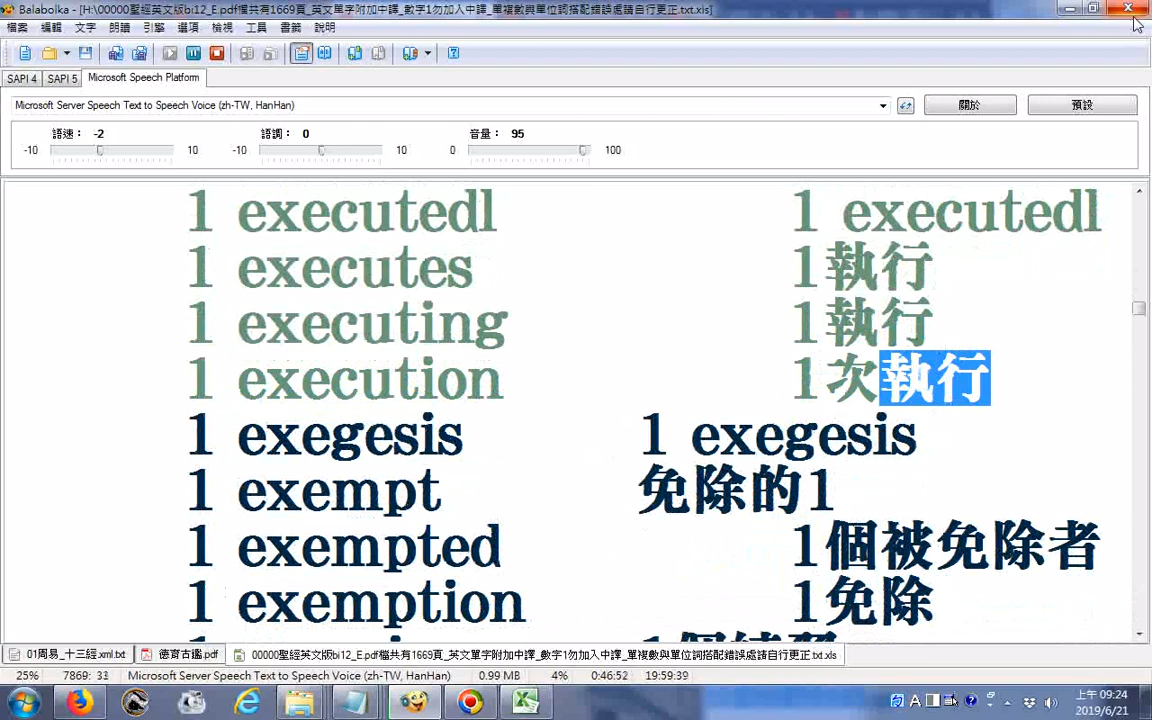 Balabolka - [H:\00000聖經英文版bi12_E.pdf檔共有1669頁_英文單字附加中譯_數字1勿加入中譯_單複數與單位詞搭配錯誤處請自行更正.txt.xls]
檔案 編輯 文字 朗讀 引擎 選項 檢視 工具 書籤 說明
SAPI 4 SAPI 5 Microsoft Speech Platform
Microsoft Server Speech Text to Speech Voice (zh-TW, HanHan) 關於 預設
語速： -2 語調： 0 音量： 95
-10 10 -10 10 0 100
1 executedl 1 executedl
1 executes 1執行
1 executing 1執行
1 execution 1次執行
1 exegesis 1 exegesis
1 exempt 免除的1
1 exempted 1個被免除者
1 exemption 1免除
01周易_十三經.xml.txt 德育古鑑.pdf 00000聖經英文版bi12_E.pdf檔共有1669頁_英文單字附加中譯_數字1勿加入中譯_單複數與單位詞搭配錯誤處請自行更正.txt.xls
25% 7869: 33 Microsoft Server Speech Text to Speech Voice (zh-TW, HanHan) 0.99 MB 4% 0:46:52 19:59:39
上午 09:24
2019/6/21